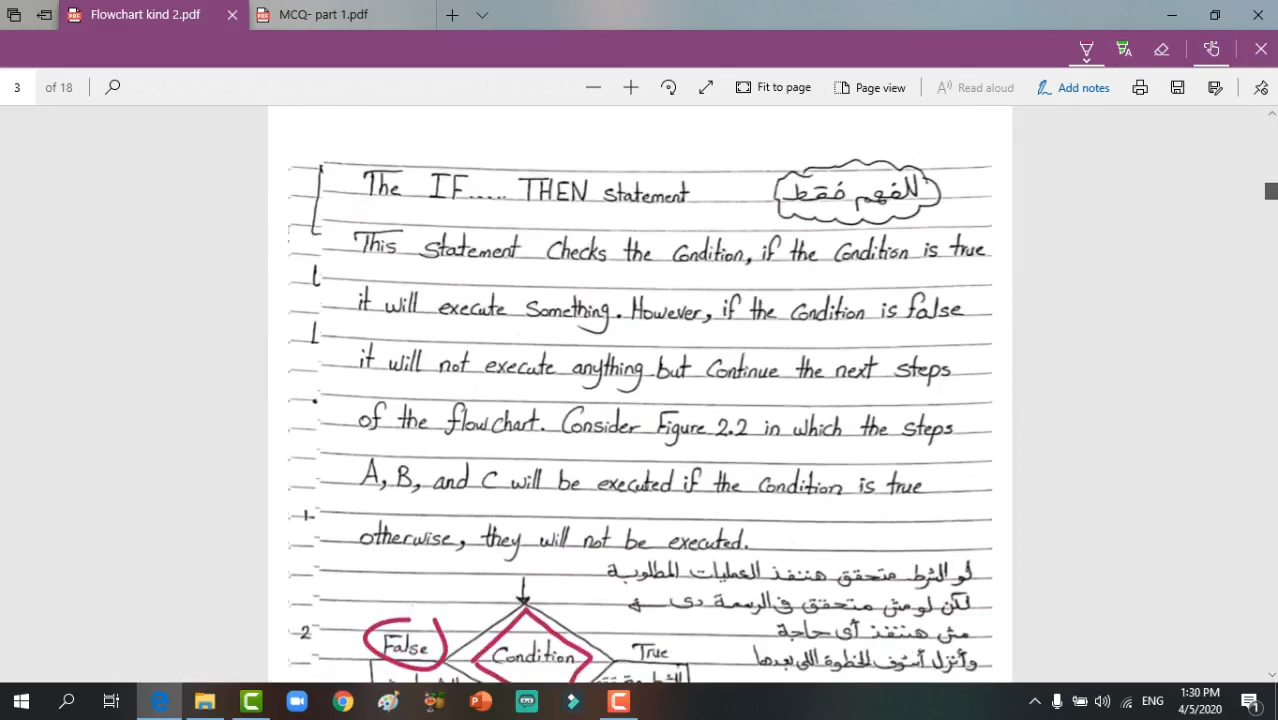 Flowchart kind 2.pdf
MCQ- part 1.pdf
3 of 18
Fit to page
Page view
Read aloud
Add notes
The IF..... THEN statement
للفهم فقط
This statement checks the condition, if the condition is true
it will execute something. However, if the condition is false
it will not execute anything but continue the next steps
of the flowchart. Consider Figure 2.2 in which the steps
A, B, and C will be executed if the condition is true
otherwise, they will not be executed.
لو الشرط متحقق هننفذ العمليات المطلوبة
لكن لو مش متحقق في الرسمة دى
مش هننفذ أى حاجة
وأنزل أشوف الخطوة اللى بعدها
False
Condition
True
ENG
1:30 PM
4/5/2020